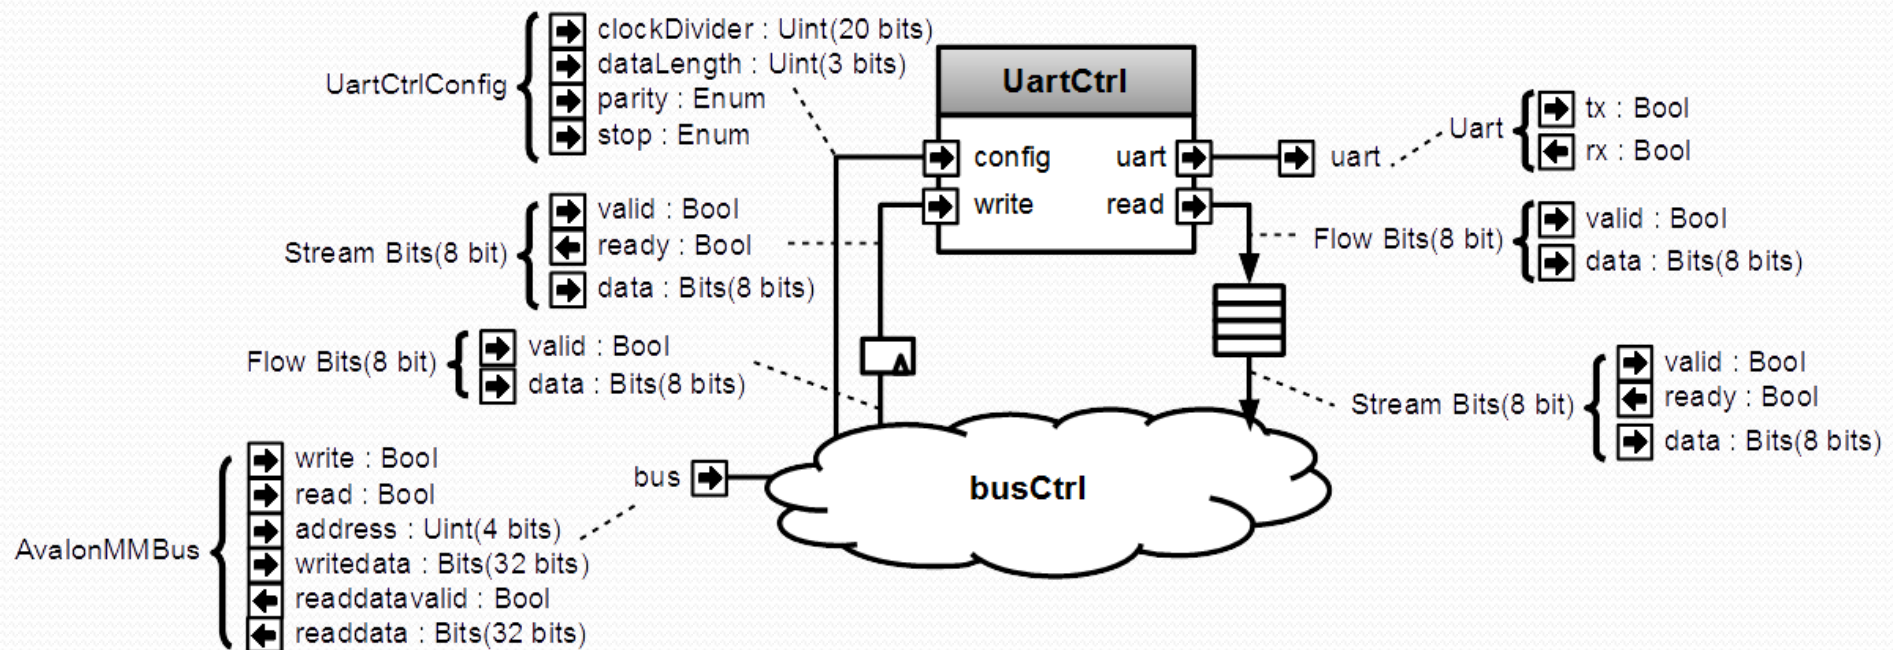 UartCtrlConfig
clockDivider : Uint(20 bits)
dataLength : Uint(3 bits)
parity : Enum
stop : Enum
UartCtrl
config
uart
write
read
uart
Uart
tx : Bool
rx : Bool
Stream Bits(8 bit)
valid : Bool
ready : Bool
data : Bits(8 bits)
Flow Bits(8 bit)
valid : Bool
data : Bits(8 bits)
Flow Bits(8 bit)
valid : Bool
data : Bits(8 bits)
Stream Bits(8 bit)
valid : Bool
ready : Bool
data : Bits(8 bits)
bus
busCtrl
AvalonMMBus
write : Bool
read : Bool
address : Uint(4 bits)
writedata : Bits(32 bits)
readdatavalid : Bool
readdata : Bits(32 bits)